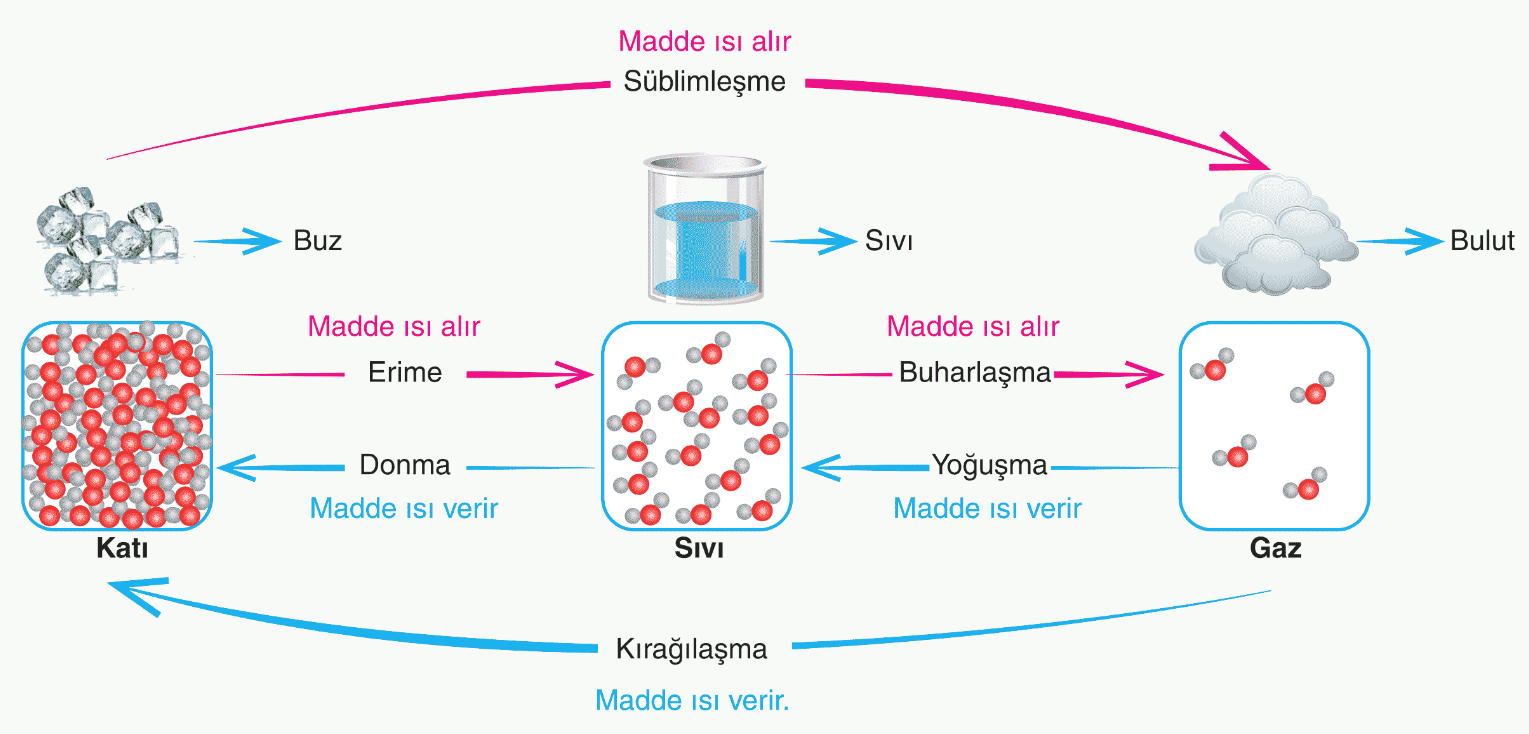 Madde ısı alır
Süblimleşme
Buz
Sıvı
Bulut
Madde ısı alır
Madde ısı alır
Erime
Buharlaşma
Donma
Yoğuşma
Madde ısı verir
Madde ısı verir
Katı
Sıvı
Gaz
Kırağılaşma
Madde ısı verir.